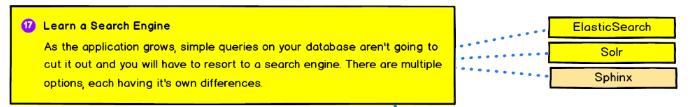 17 Learn a Search Engine
As the application grows, simple queries on your database aren't going to
cut it out and you will have to resort to a search engine. There are multiple
options, each having it's own differences.
ElasticSearch
Solr
Sphinx